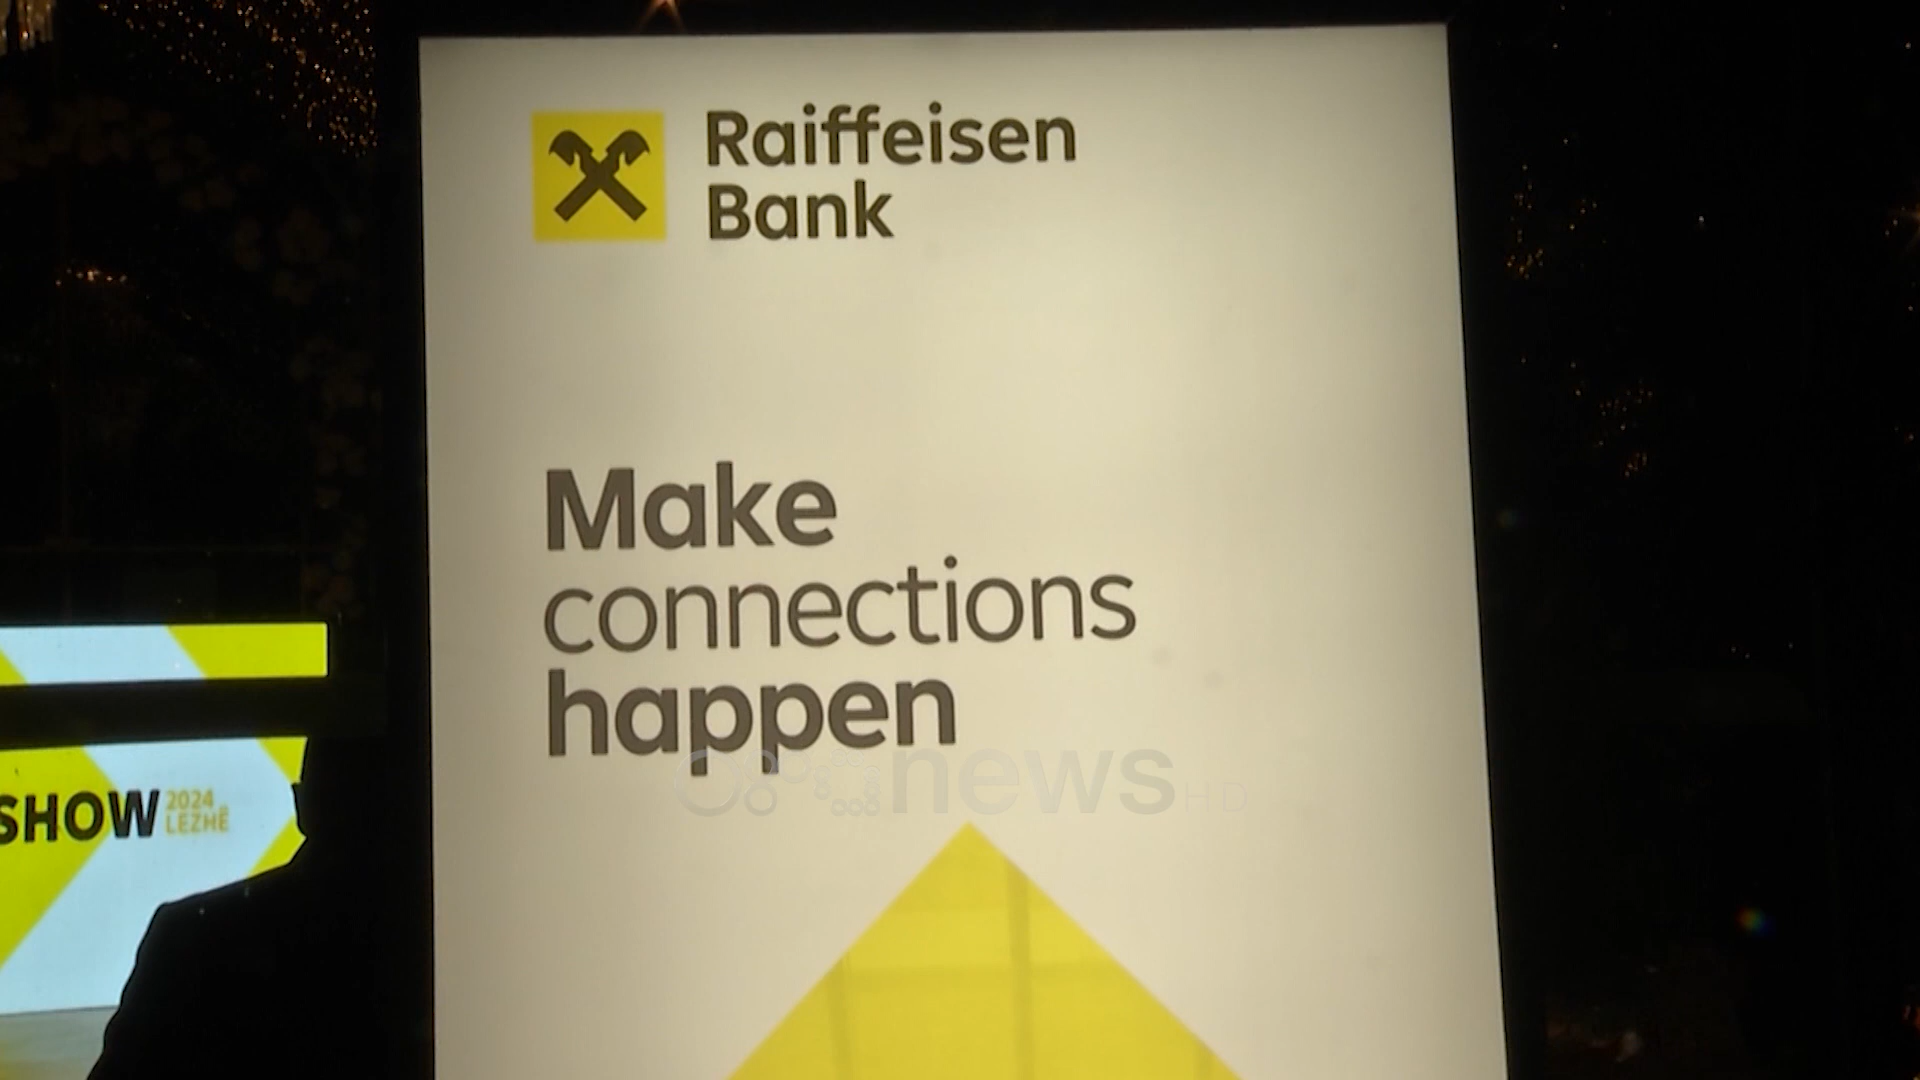 Raiffeisen
Bank
Make
connections
happen
news HD
SHOW 2024
LEZHË